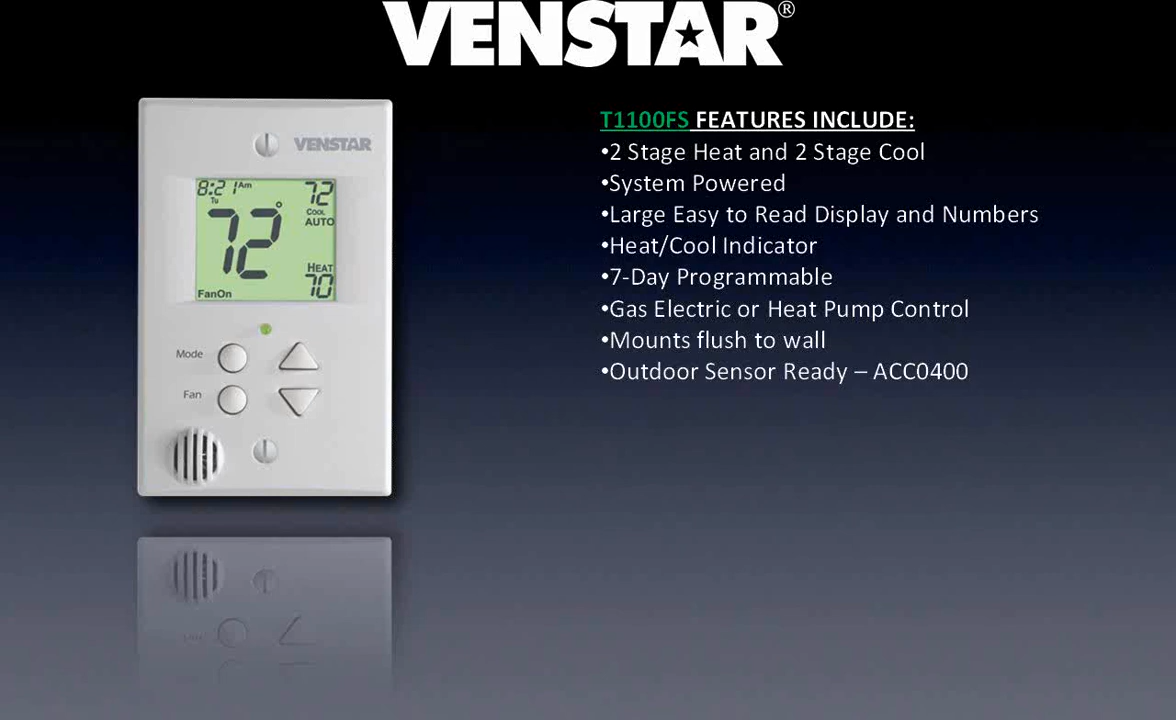 VENSTAR®
VENSTAR
8:21 Am
Tu
72
COOL
AUTO
72°
HEAT
70
FanOn
Mode
Fan
T1100FS FEATURES INCLUDE:
•2 Stage Heat and 2 Stage Cool
•System Powered
•Large Easy to Read Display and Numbers
•Heat/Cool Indicator
•7-Day Programmable
•Gas Electric or Heat Pump Control
•Mounts flush to wall
•Outdoor Sensor Ready – ACC0400